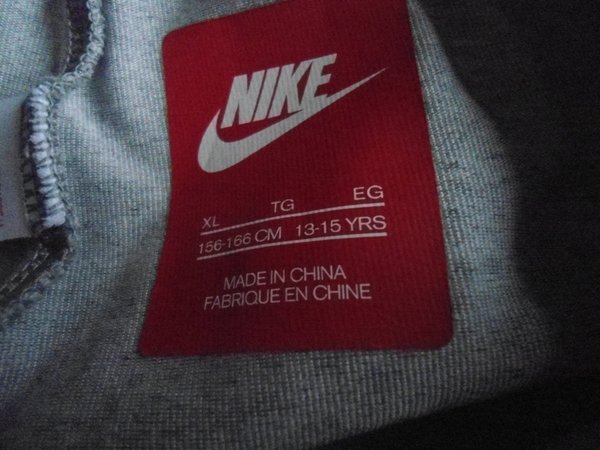 NIKE
XL TG EG
156-166 CM 13-15 YRS
MADE IN CHINA
FABRIQUE EN CHINE